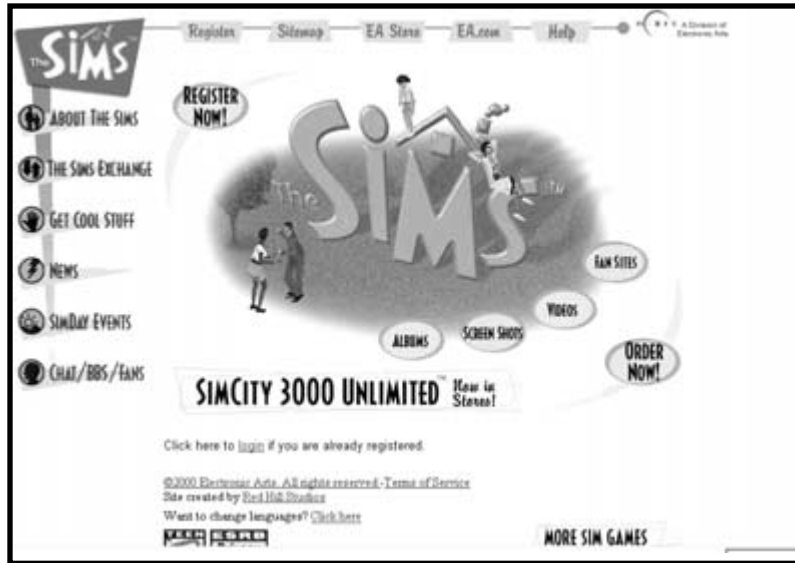 The SiMS™
Register
Sitemap
EA Store
EA.com
Help
A Division of
Electronic Arts
REGISTER
NOW!
ABOUT THE SIMS
THE SIMS EXCHANGE
GET COOL STUFF
NEWS
SIMDAY EVENTS
CHAT/BBS/FANS
The SiMS
FAN SITES
VIDEOS
SCREEN SHOTS
ALBUMS
ORDER
NOW!
SIMCITY 3000 UNLIMITED™ Now in
Stores!
Click here to login if you are already registered.
©2000 Electronic Arts. All rights reserved.-Terms of Service
Site created by Red Hill Studios
Want to change languages? Click here
TEEN ESRB
MORE SIM GAMES